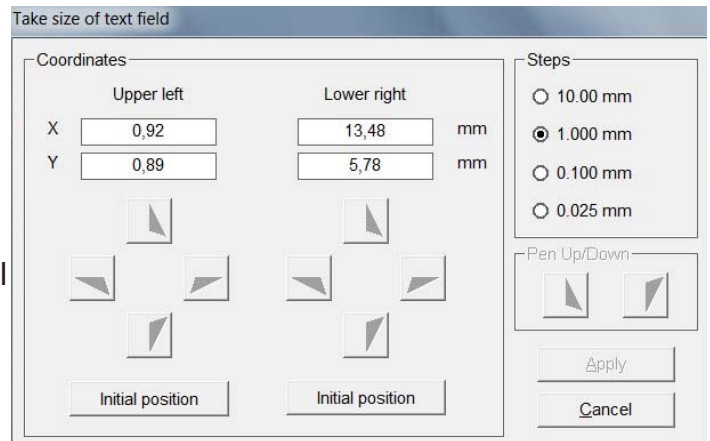 Take size of text field
Coordinates
Upper left Lower right
X 0,92 13,48 mm
Y 0,89 5,78 mm
Initial position Initial position
Steps
10.00 mm
1.000 mm
0.100 mm
0.025 mm
Pen Up/Down
Apply
Cancel